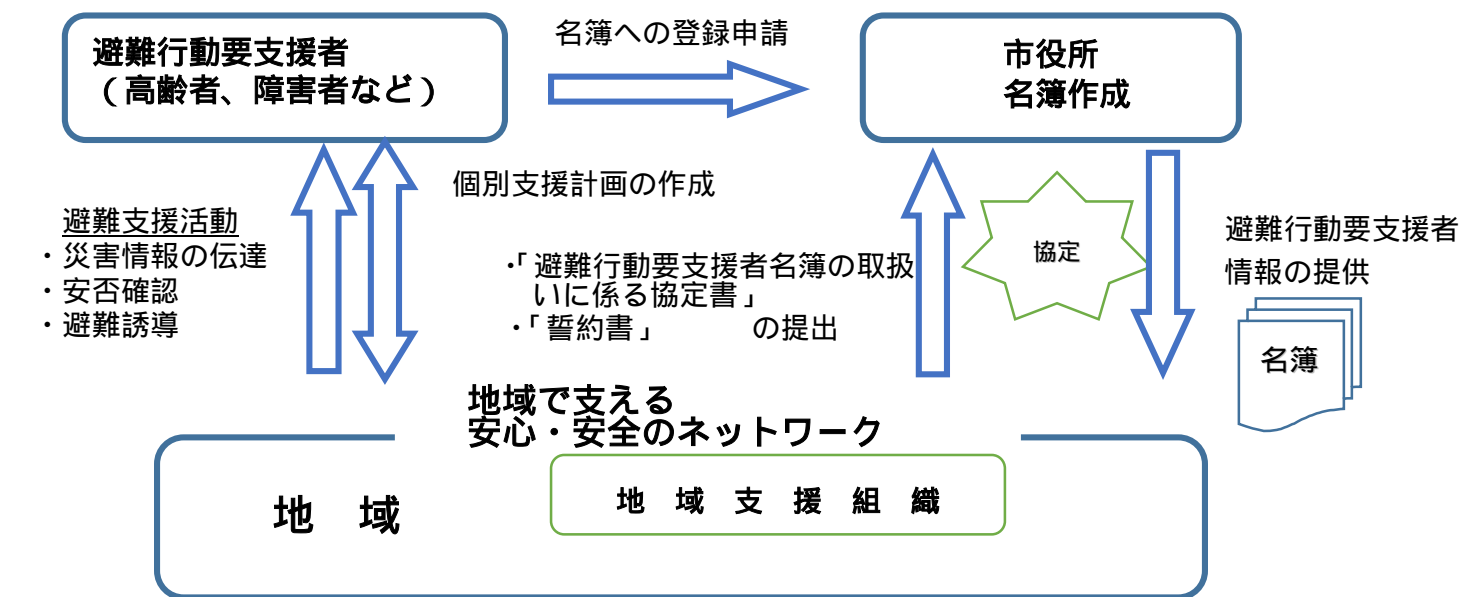 避難行動要支援者
（高齢者、障害者など）
名簿への登録申請
市役所
名簿作成
個別支援計画の作成
避難支援活動
・災害情報の伝達
・安否確認
・避難誘導
・「避難行動要支援者名簿の取扱
いに係る協定書」
・「誓約書」　　　の提出
協定
避難行動要支援者
情報の提供
名簿
地域で支える
安心・安全のネットワーク
地　域
地　域　支　援　組　織